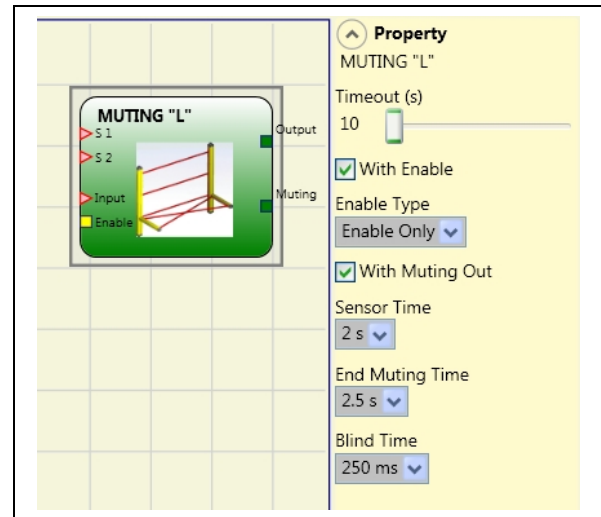 MUTING "L"
S 1
S 2
Input
Enable
Output
Muting
Property
MUTING "L"
Timeout (s)
10
With Enable
Enable Type
Enable Only
With Muting Out
Sensor Time
2 s
End Muting Time
2.5 s
Blind Time
250 ms